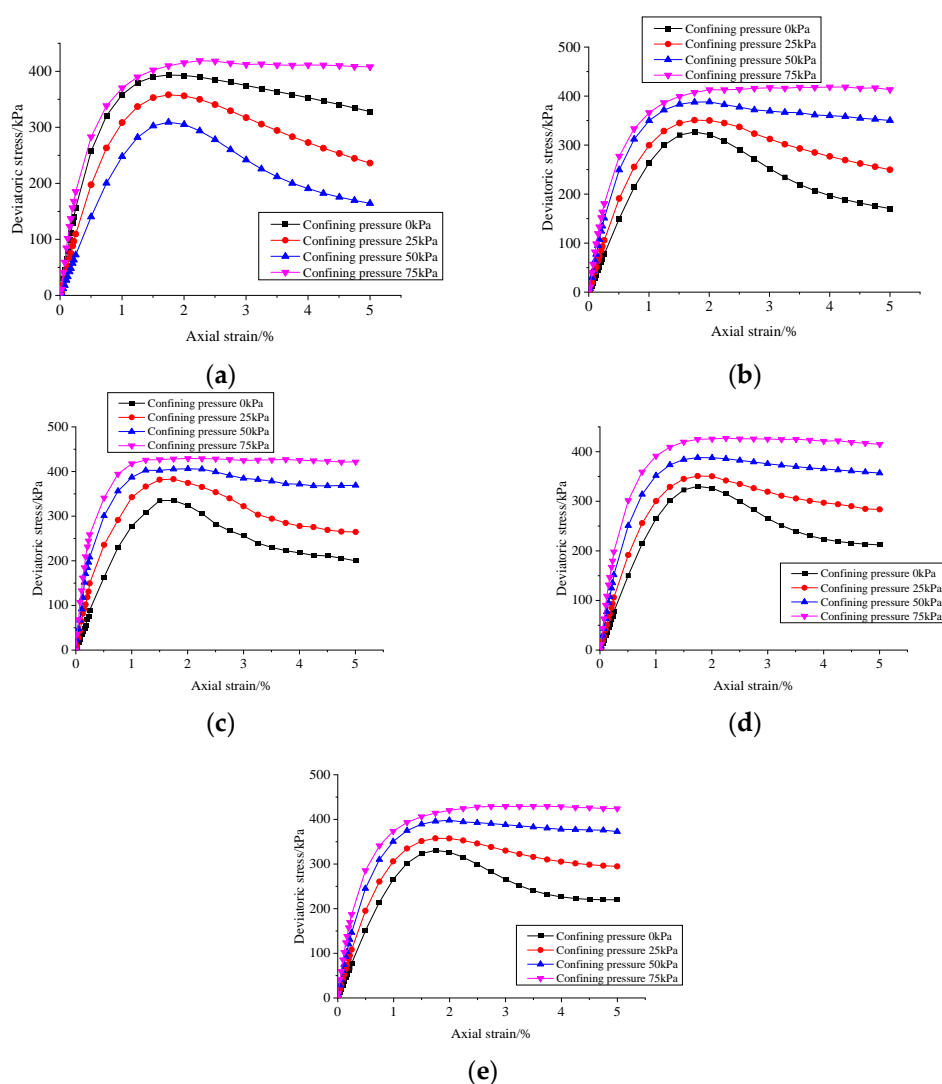 Confining pressure 0kPa
Confining pressure 25kPa
Confining pressure 50kPa
Confining pressure 75kPa
500
400
300
200
100
0
Deviatoric stress/kPa
0 1 2 3 4 5
Axial strain/%
(b)
400
300
200
100
0
Deviatoric stress/kPa
Confining pressure 0kPa
Confining pressure 25kPa
Confining pressure 50kPa
Confining pressure 75kPa
0 1 2 3 4 5
Axial strain/%
(a)
Confining pressure 0kPa
Confining pressure 25kPa
Confining pressure 50kPa
Confining pressure 75kPa
500
400
300
200
100
0
Deviatoric stress/kPa
0 1 2 3 4 5
Axial strain/%
(c)
400
300
200
100
0
Deviatoric stress/kPa
Confining pressure 0kPa
Confining pressure 25kPa
Confining pressure 50kPa
Confining pressure 75kPa
0 1 2 3 4 5
Axial strain/%
(d)
500
400
300
200
100
0
Deviatoric stress/kPa
Confining pressure 0kPa
Confining pressure 25kPa
Confining pressure 50kPa
Confining pressure 75kPa
0 1 2 3 4 5
Axial strain/%
(e)